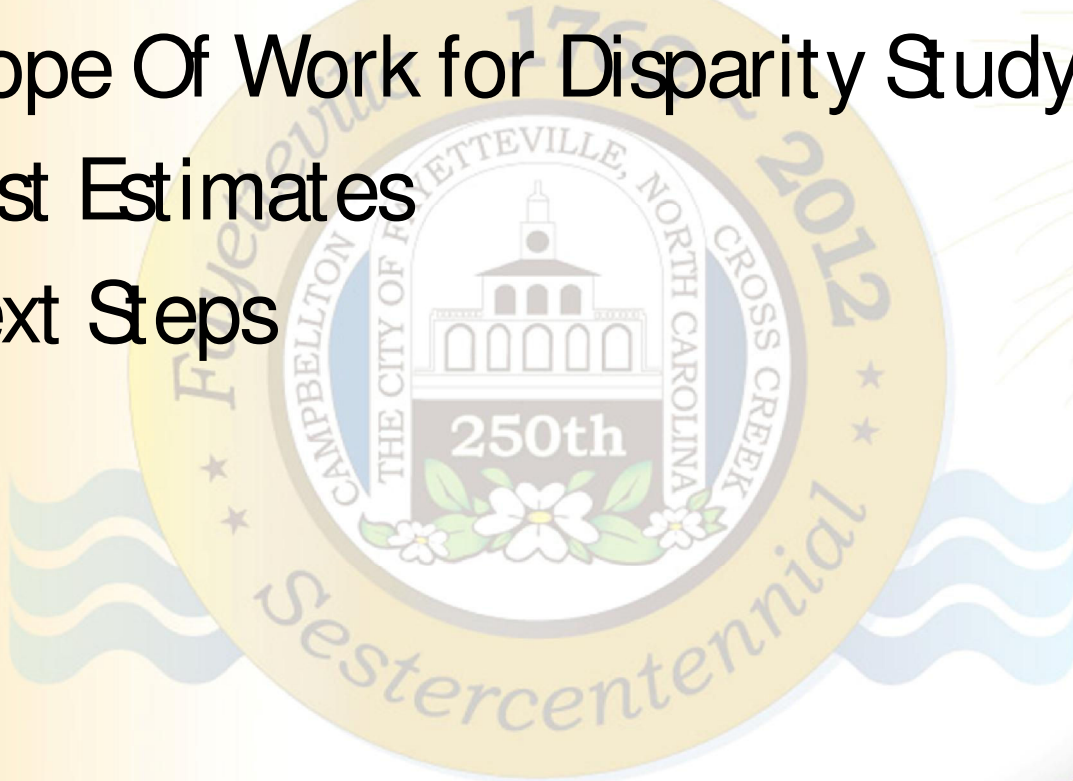 ope Of Work for Disparity Study
st Estimates
ext Steps
Fayetteville 1762 ~ 2012
THE CITY OF FAYETTEVILLE, NORTH CAROLINA
CAMPBELLTON
CROSS CREEK
250th
Sestercentennial